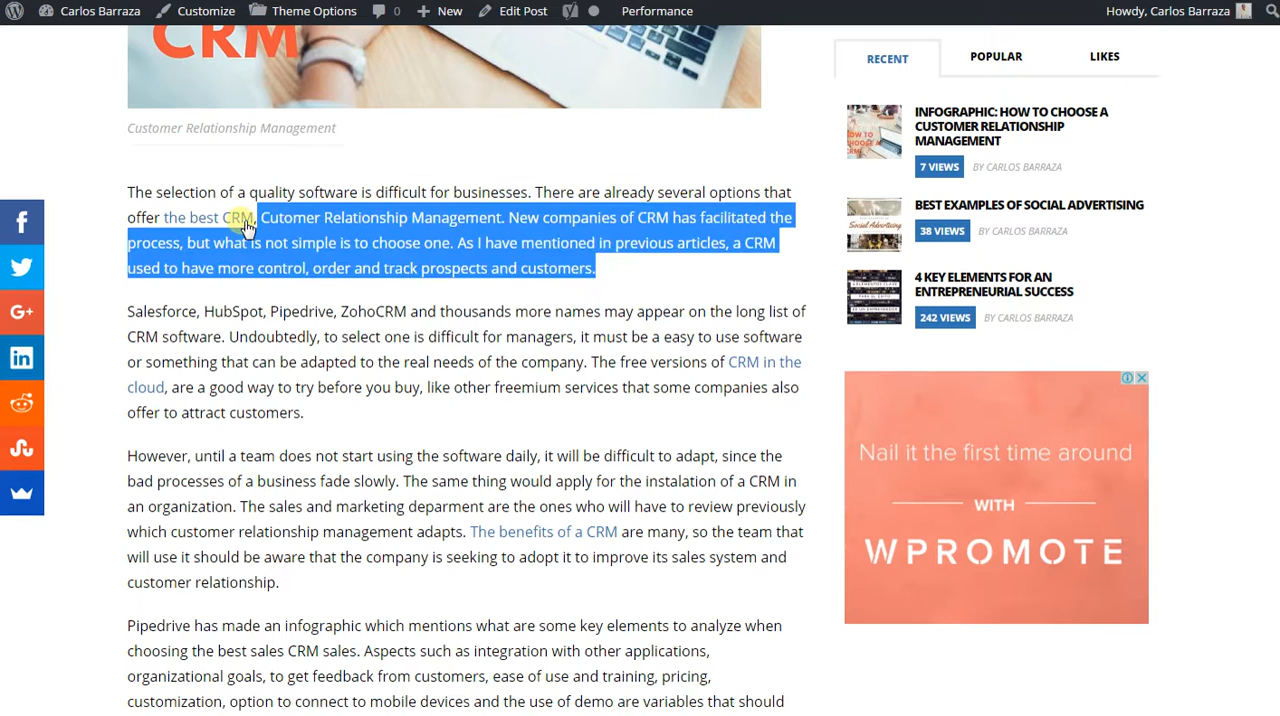 Carlos Barraza Customize Theme Options 0 New Edit Post Performance Howdy, Carlos Barraza
CRM
Customer Relationship Management
The selection of a quality software is difficult for businesses. There are already several options that
offer the best CRM, Cutomer Relationship Management. New companies of CRM has facilitated the
process, but what is not simple is to choose one. As I have mentioned in previous articles, a CRM
used to have more control, order and track prospects and customers.
Salesforce, HubSpot, Pipedrive, ZohoCRM and thousands more names may appear on the long list of
CRM software. Undoubtedly, to select one is difficult for managers, it must be a easy to use software
or something that can be adapted to the real needs of the company. The free versions of CRM in the
cloud, are a good way to try before you buy, like other freemium services that some companies also
offer to attract customers.
However, until a team does not start using the software daily, it will be difficult to adapt, since the
bad processes of a business fade slowly. The same thing would apply for the instalation of a CRM in
an organization. The sales and marketing deparment are the ones who will have to review previously
which customer relationship management adapts. The benefits of a CRM are many, so the team that
will use it should be aware that the company is seeking to adopt it to improve its sales system and
customer relationship.
Pipedrive has made an infographic which mentions what are some key elements to analyze when
choosing the best sales CRM sales. Aspects such as integration with other applications,
organizational goals, to get feedback from customers, ease of use and training, pricing,
customization, option to connect to mobile devices and the use of demo are variables that should
RECENT POPULAR LIKES
INFOGRAPHIC: HOW TO CHOOSE A
CUSTOMER RELATIONSHIP
MANAGEMENT
7 VIEWS BY CARLOS BARRAZA
BEST EXAMPLES OF SOCIAL ADVERTISING
38 VIEWS BY CARLOS BARRAZA
4 KEY ELEMENTS FOR AN
ENTREPRENEURIAL SUCCESS
242 VIEWS BY CARLOS BARRAZA
Nail it the first time around
WITH
WPROMOTE